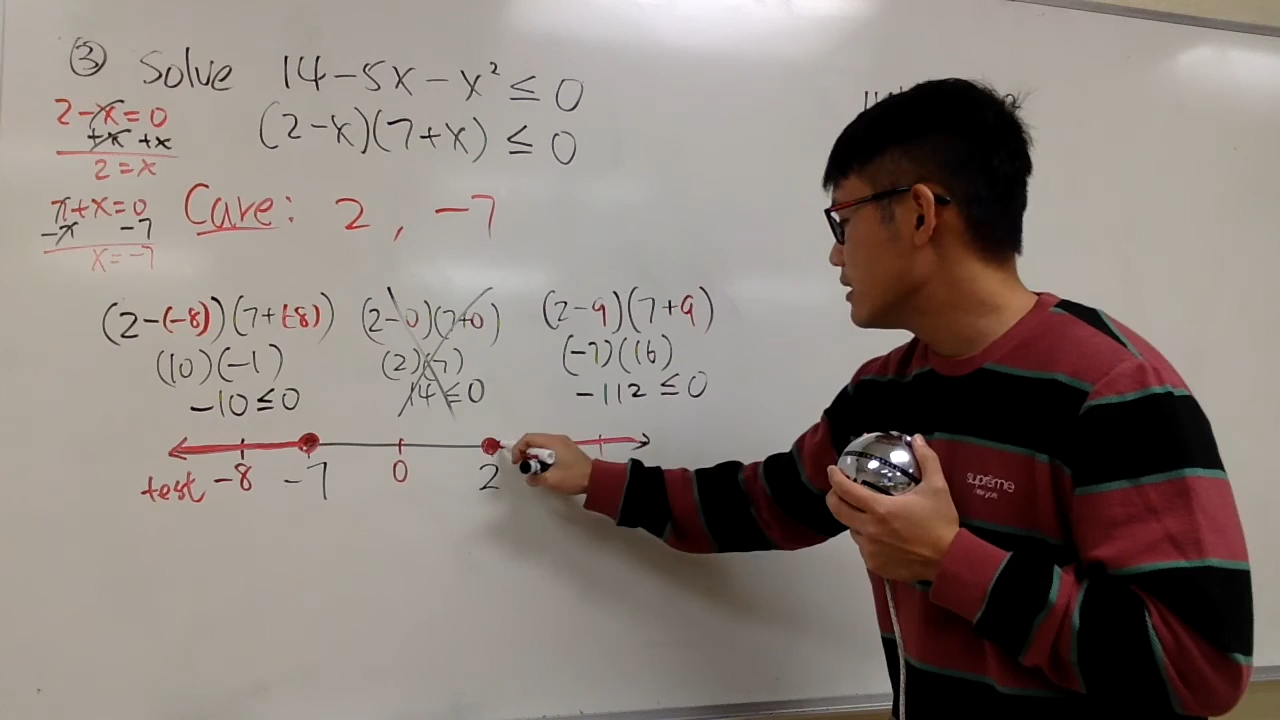 ③ Solve 14-5x-x² ≤ 0
2-x=0
+x +x
2=x
(2-x)(7+x) ≤ 0
7+x=0
-7 -7
x=-7
Care: 2, -7
(2-(-8))(7+(-8)) (2-0)(7+0) (2-9)(7+9)
(10)(-1) (2)(7) (-7)(16)
-10≤0 14≤0 -112≤0
test -8 -7 0 2
supreme
new york